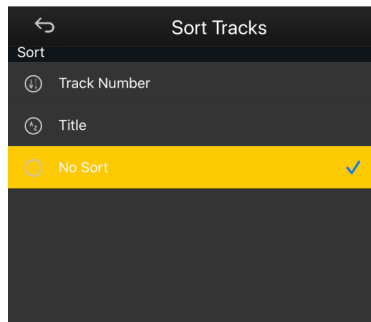 Sort Tracks
Sort
Track Number
Title
No Sort